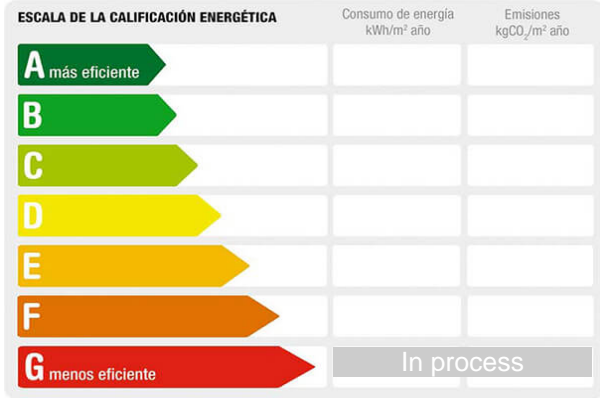 ESCALA DE LA CALIFICACIÓN ENERGÉTICA
Consumo de energía
kWh/m² año
Emisiones
kgCO₂/m² año
A más eficiente
B
C
D
E
F
G menos eficiente
In process